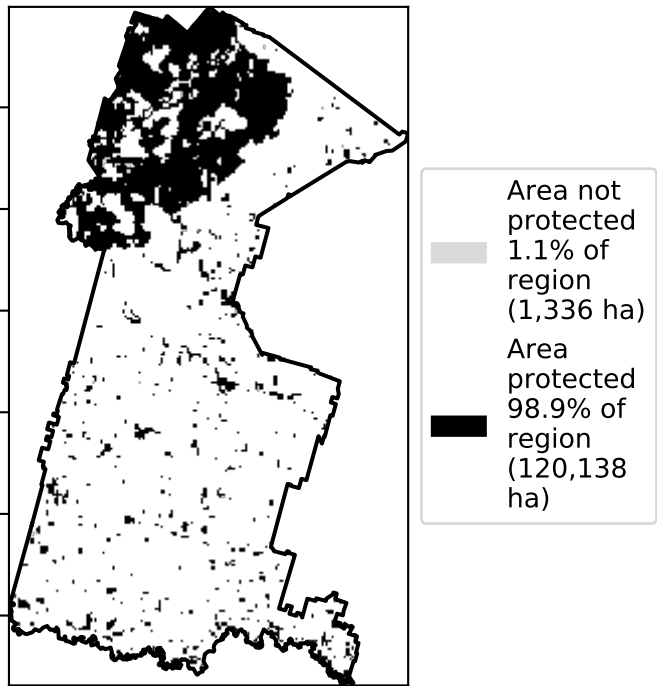 Area not
protected
1.1% of
region
(1,336 ha)
Area
protected
98.9% of
region
(120,138
ha)